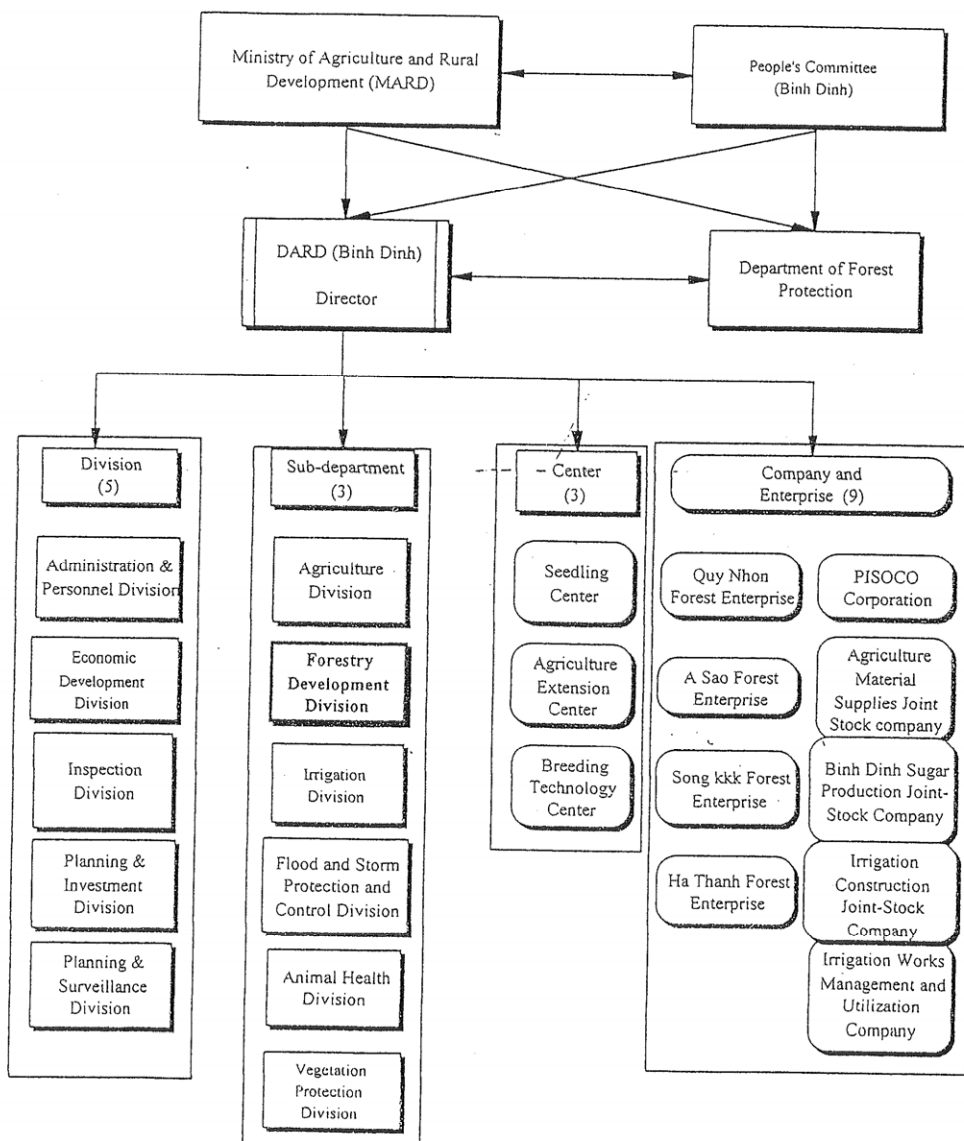 Ministry of Agriculture and Rural
Development (MARD)
People's Committee
(Binh Dinh)
DARD (Binh Dinh)
Director
Department of Forest
Protection
Division
(5)
Administration &
Personnel Division
Economic
Development
Division
Inspection
Division
Planning &
Investment
Division
Planning &
Surveillance
Division
Sub-department
(3)
Agriculture
Division
Forestry
Development
Division
Irrigation
Division
Flood and Storm
Protection and
Control Division
Animal Health
Division
Vegetation
Protection
Division
Center
(3)
Seedling
Center
Agriculture
Extension
Center
Breeding
Technology
Center
Company and
Enterprise (9)
Quy Nhon
Forest Enterprise
A Sao Forest
Enterprise
Song kkk Forest
Enterprise
Ha Thanh Forest
Enterprise
PISOCO
Corporation
Agriculture
Material
Supplies Joint
Stock company
Binh Dinh Sugar
Production Joint-
Stock Company
Irrigation
Construction
Joint-Stock
Company
Irrigation Works
Management and
Utilization
Company